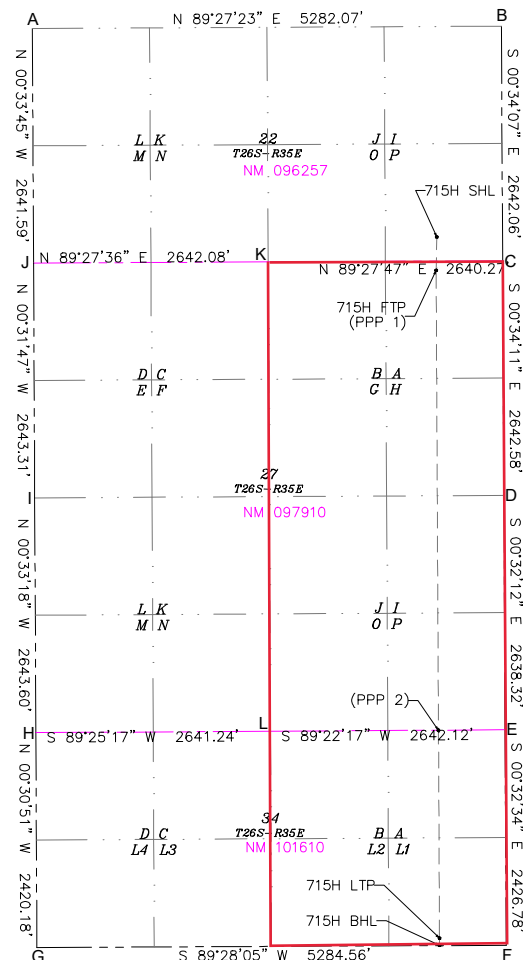 A
B
N 89°27'23" E 5282.07'
N 00°33'45" W 2641.59'
S 00°34'07" E 2642.06'
L K
M N
22
T26S-R35E
NM 096257
J I
O P
715H SHL
J
N 89°27'36" E 2642.08'
K
N 89°27'47" E 2640.27
C
715H FTP
(PPP 1)
N 00°31'47" W 2643.31'
S 00°34'11" E 2642.58'
D C
E F
B A
G H
27
T26S-R35E
NM 097910
I
D
N 00°33'18" W 2643.60'
S 00°32'12" E 2638.32'
L K
M N
J I
O P
(PPP 2)
H
L
E
S 89°25'17" W 2641.24'
S 89°22'17" W 2642.12'
N 00°30'51" W 2420.18'
S 00°32'34" E 2426.78'
D C
L4 L3
34
T26S-R35E
NM 101610
B A
L2 L1
715H LTP
715H BHL
G
S 89°28'05" W 5284.56'
F